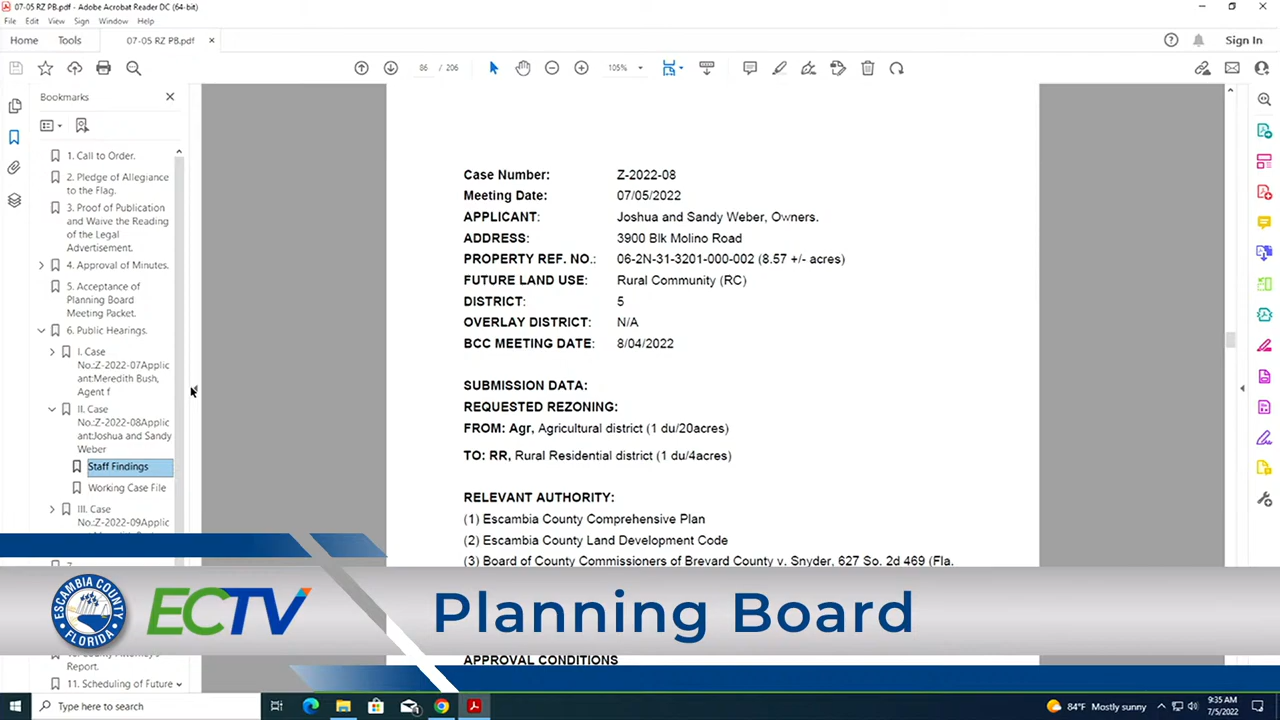 07-05 RZ PB.pdf - Adobe Acrobat Reader DC (64-bit)
File Edit View Sign Window Help
Home Tools 07-05 RZ PB.pdf × Sign In
86 / 206 105%
Bookmarks
1. Call to Order.
2. Pledge of Allegiance
to the Flag.
3. Proof of Publication
and Waive the Reading
of the Legal
Advertisement.
4. Approval of Minutes.
5. Acceptance of
Planning Board
Meeting Packet.
6. Public Hearings.
I. Case
No.:Z-2022-07Applic
ant:Meredith Bush,
Agent f
II. Case
No.:Z-2022-08Applic
ant:Joshua and Sandy
Weber
Staff Findings
Working Case File
III. Case
No.:Z-2022-09Applic
Report.
11. Scheduling of Future
Case Number: Z-2022-08
Meeting Date: 07/05/2022
APPLICANT: Joshua and Sandy Weber, Owners.
ADDRESS: 3900 Blk Molino Road
PROPERTY REF. NO.: 06-2N-31-3201-000-002 (8.57 +/- acres)
FUTURE LAND USE: Rural Community (RC)
DISTRICT: 5
OVERLAY DISTRICT: N/A
BCC MEETING DATE: 8/04/2022
SUBMISSION DATA:
REQUESTED REZONING:
FROM: Agr, Agricultural district (1 du/20acres)
TO: RR, Rural Residential district (1 du/4acres)
RELEVANT AUTHORITY:
(1) Escambia County Comprehensive Plan
(2) Escambia County Land Development Code
(3) Board of County Commissioners of Brevard County v. Snyder, 627 So. 2d 469 (Fla.
APPROVAL CONDITIONS
ESCAMBIA COUNTY
FLORIDA
ECTV
Planning Board
Type here to search
84°F Mostly sunny
9:35 AM
7/5/2022